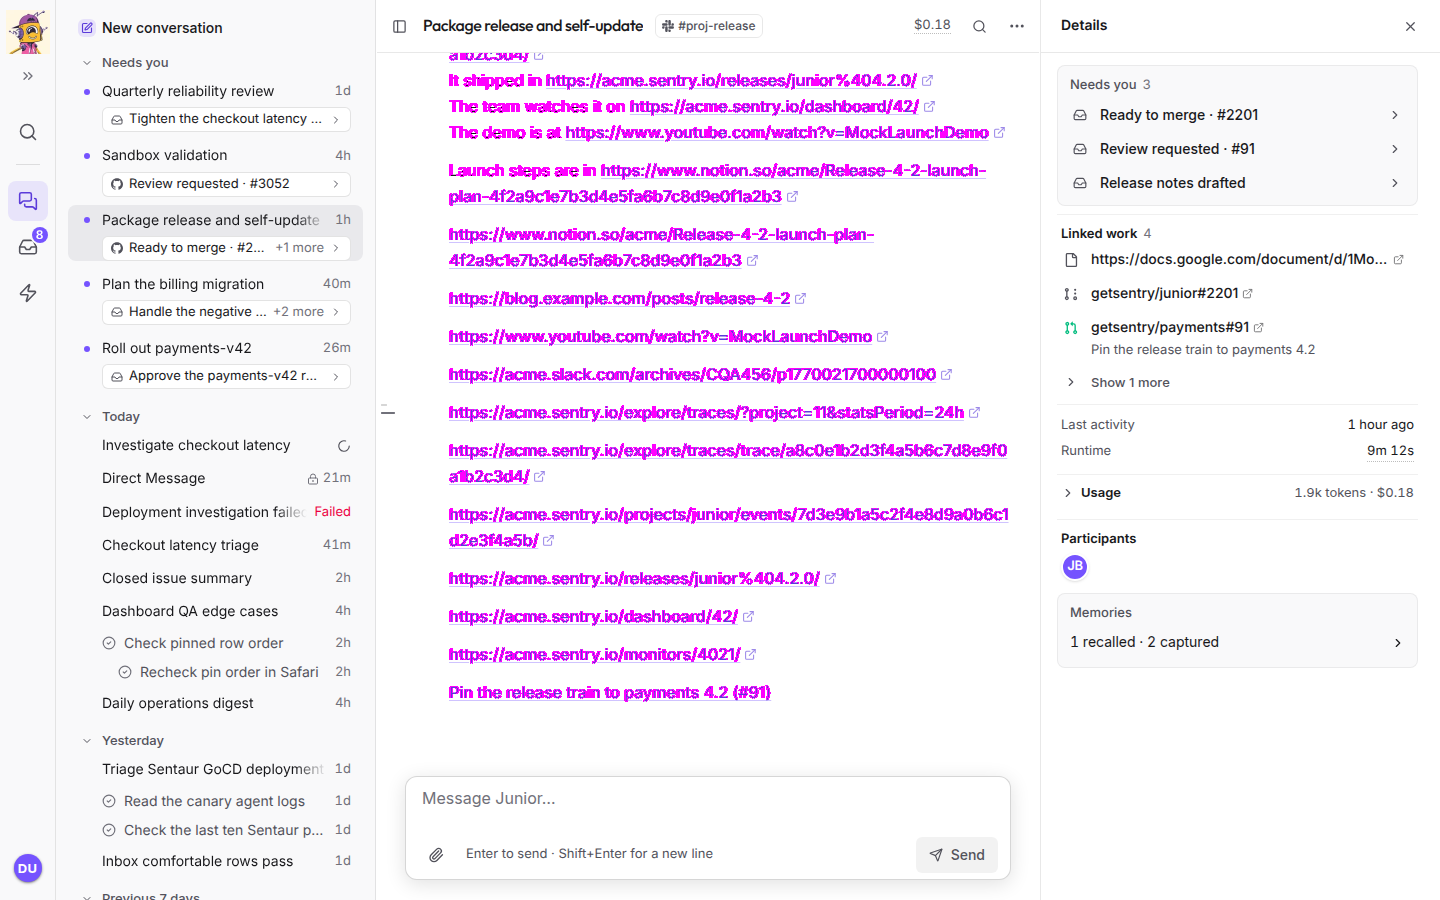 New conversation
Needs you
Quarterly reliability review 1d
Tighten the checkout latency ...
Sandbox validation 4h
Review requested · #3052
Package release and self-update 1h
Ready to merge · #2... +1 more
Plan the billing migration 40m
Handle the negative ... +2 more
Roll out payments-v42 26m
Approve the payments-v42 r...
Today
Investigate checkout latency
Direct Message 21m
Deployment investigation failed Failed
Checkout latency triage 41m
Closed issue summary 2h
Dashboard QA edge cases 4h
Check pinned row order 2h
Recheck pin order in Safari 2h
Daily operations digest 4h
Yesterday
Triage Sentaur GoCD deployment 1d
Read the canary agent logs 1d
Check the last ten Sentaur p... 1d
Inbox comfortable rows pass 1d
Previous 7 days
8
DU
Package release and self-update #proj-release $0.18
a1b2c3d4/
It shipped in https://acme.sentry.io/releases/junior%404.2.0/
The team watches it on https://acme.sentry.io/dashboard/42/
The demo is at https://www.youtube.com/watch?v=MockLaunchDemo
Launch steps are in https://www.notion.so/acme/Release-4-2-launch-
plan-4f2a9c1e7b3d4e5fa6b7c8d9e0f1a2b3
https://www.notion.so/acme/Release-4-2-launch-plan-
4f2a9c1e7b3d4e5fa6b7c8d9e0f1a2b3
https://blog.example.com/posts/release-4-2
https://www.youtube.com/watch?v=MockLaunchDemo
https://acme.slack.com/archives/CQA456/p1770021700000100
https://acme.sentry.io/explore/traces/?project=11&statsPeriod=24h
https://acme.sentry.io/explore/traces/trace/a8c0e1b2d3f4a5b6c7d8e9f0
a1b2c3d4/
https://acme.sentry.io/projects/junior/events/7d3e9b1a5c2f4e8d9a0b6c1
d2e3f4a5b/
https://acme.sentry.io/releases/junior%404.2.0/
https://acme.sentry.io/dashboard/42/
https://acme.sentry.io/monitors/4021/
Pin the release train to payments 4.2 (#91)
Message Junior...
Enter to send · Shift+Enter for a new line
Send
Details
Needs you 3
Ready to merge · #2201
Review requested · #91
Release notes drafted
Linked work 4
https://docs.google.com/document/d/1Mo...
getsentry/junior#2201
getsentry/payments#91
Pin the release train to payments 4.2
Show 1 more
Last activity 1 hour ago
Runtime 9m 12s
Usage 1.9k tokens · $0.18
Participants
JB
Memories
1 recalled · 2 captured